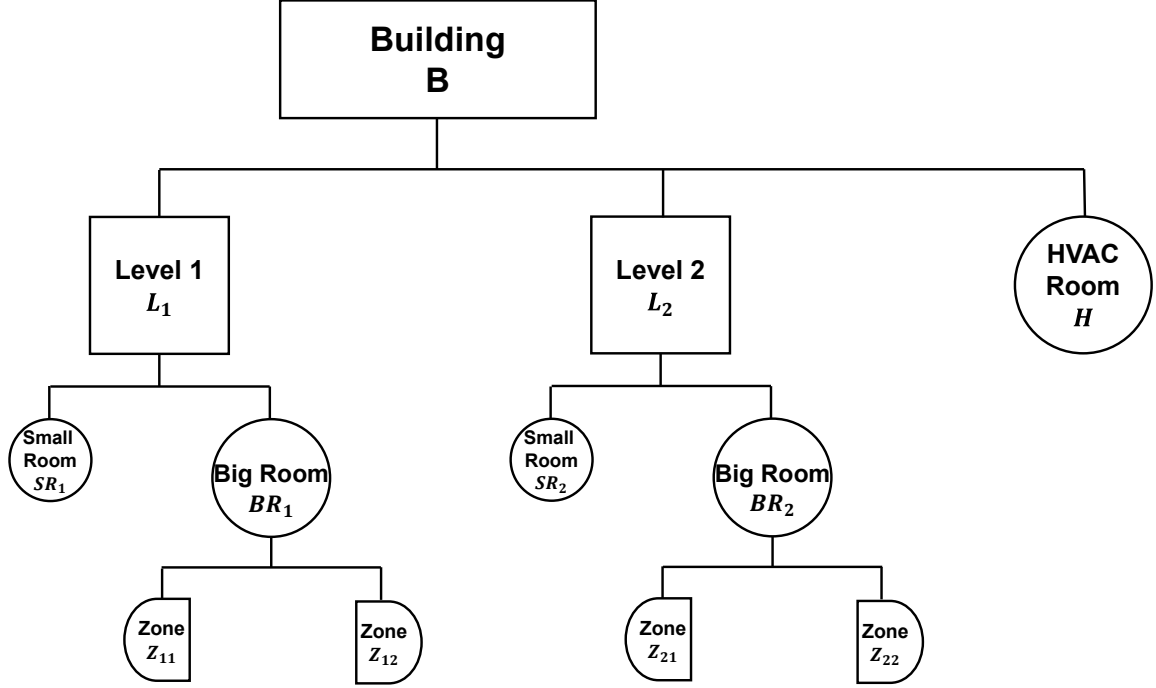 Building
B
Level 1
L₁
Level 2
L₂
HVAC
Room
H
Small
Room
SR₁
Big Room
BR₁
Small
Room
SR₂
Big Room
BR₂
Zone
Z₁₁
Zone
Z₁₂
Zone
Z₂₁
Zone
Z₂₂